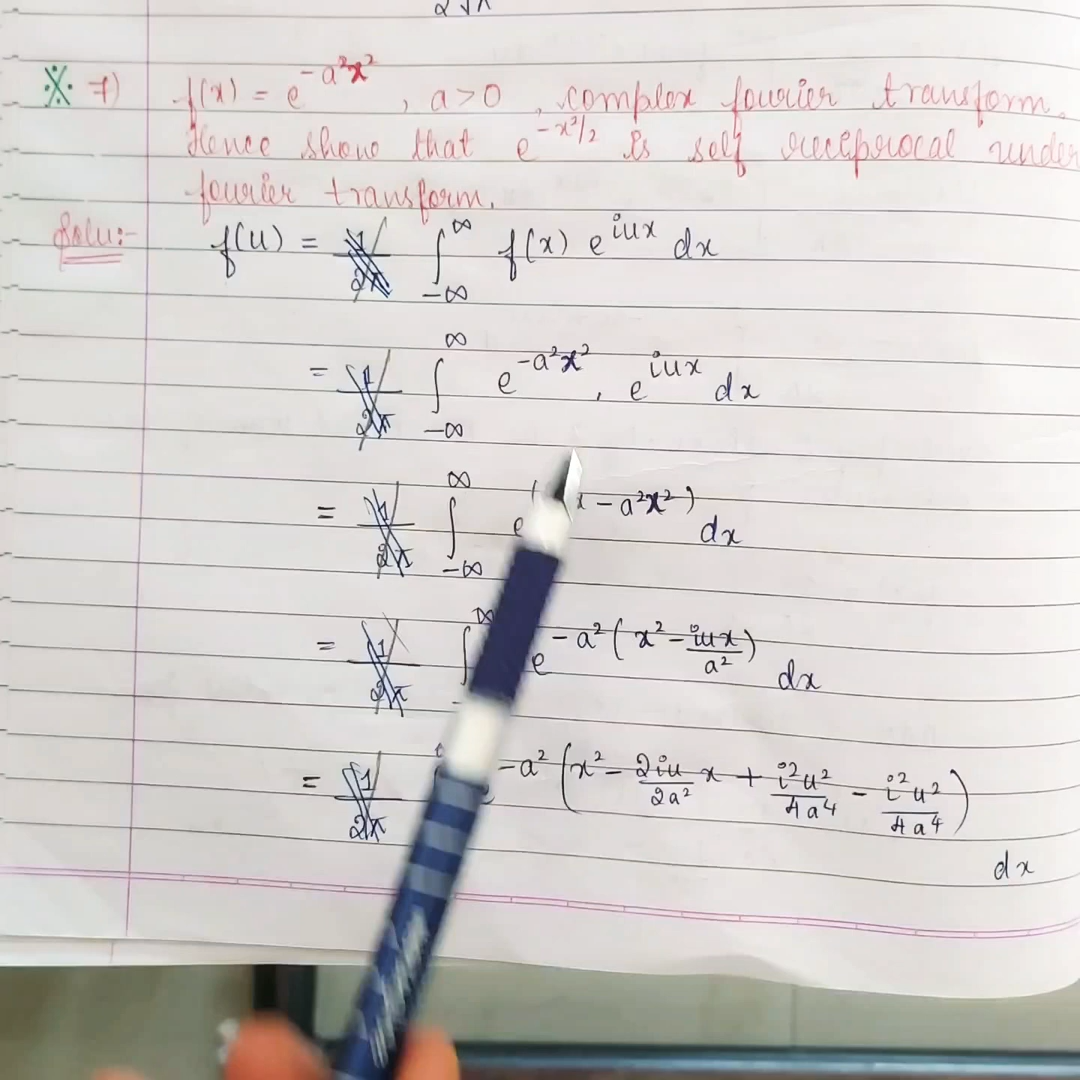 2√π
※ 7) f(x) = e^{-a²x²}, a>0, complex fourier transform.
Hence show that e^{-x²/2} is self reciprocal under
fourier transform.
Solu:- f(u) = 1/2π ∫_{-∞}^{∞} f(x) e^{iux} dx
= 1/2π ∫_{-∞}^{∞} e^{-a²x²} . e^{iux} dx
= 1/2π ∫_{-∞}^{∞} e^{( x - a²x²)} dx
= 1/2π ∫^{∞} e^{-a²(x² - iux/a²)} dx
= 1/2π e^{-a²(x² - 2iu/2a² x + i²u²/4a⁴ - i²u²/4a⁴)}
dx